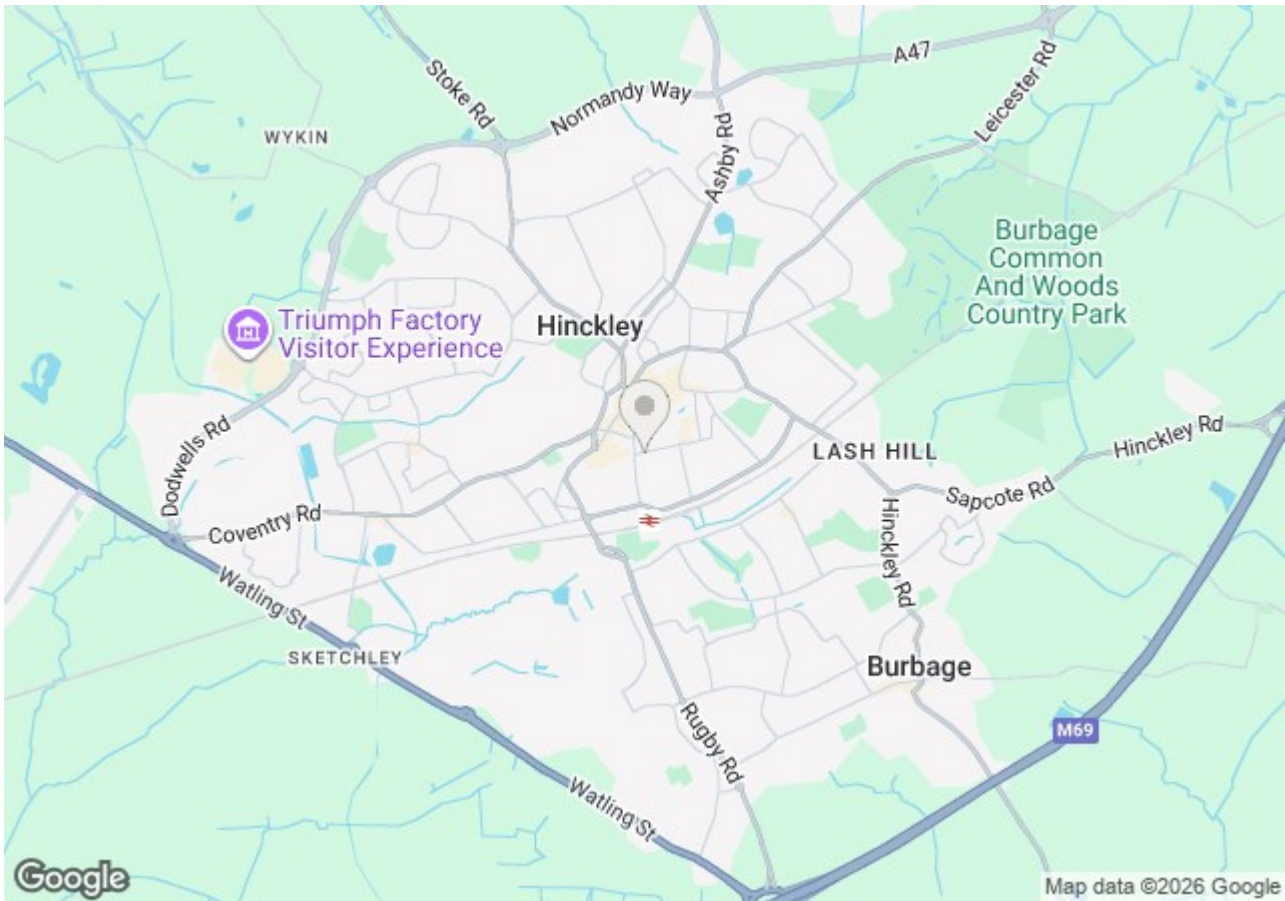 A47
Leicester Rd
Stoke Rd
Normandy Way
WYKIN
Ashby Rd
Burbage
Common
And Woods
Country Park
Triumph Factory
Visitor Experience
Hinckley
Dodwells Rd
LASH HILL
Hinckley Rd
Sapcote Rd
Coventry Rd
Hinckley Rd
Watling St
SKETCHLEY
Burbage
Rugby Rd
M69
Watling St
Google
Map data ©2026 Google